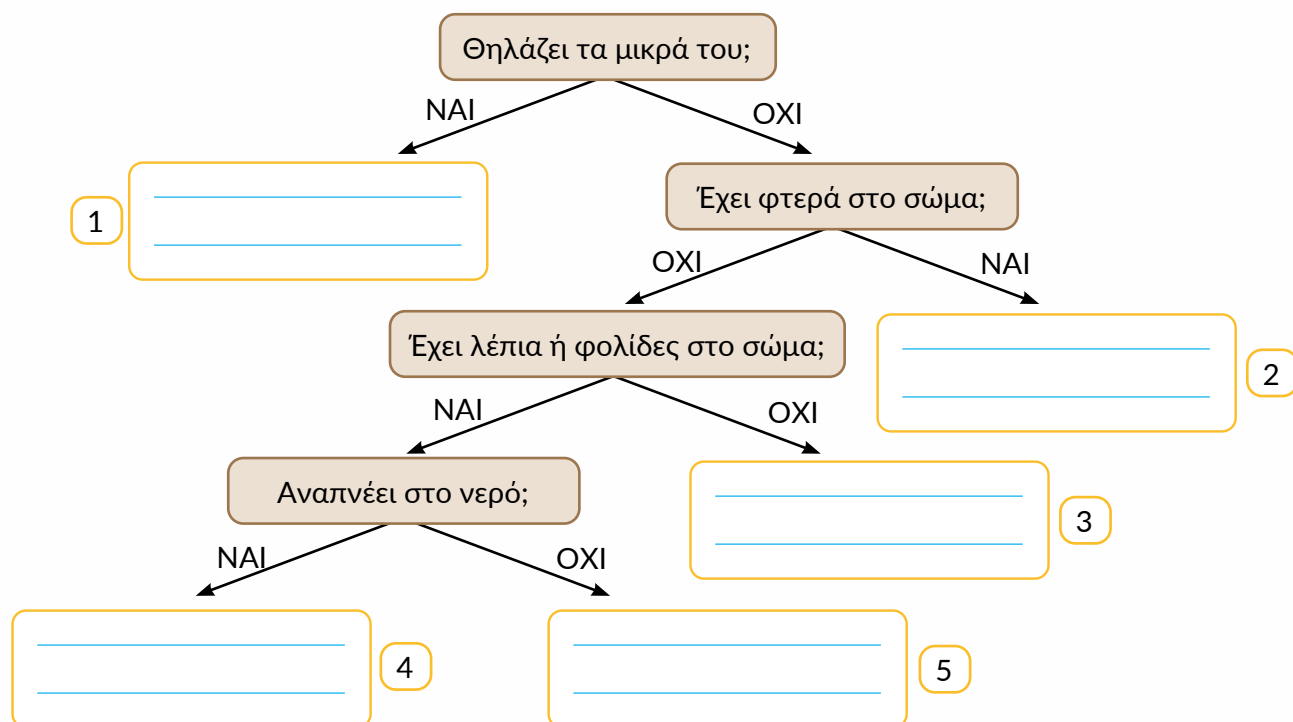 Θηλάζει τα μικρά του;
ΝΑΙ
ΟΧΙ
1
Έχει φτερά στο σώμα;
ΟΧΙ
ΝΑΙ
Έχει λέπια ή φολίδες στο σώμα;
2
ΝΑΙ
ΟΧΙ
Αναπνέει στο νερό;
3
ΝΑΙ
ΟΧΙ
4
5